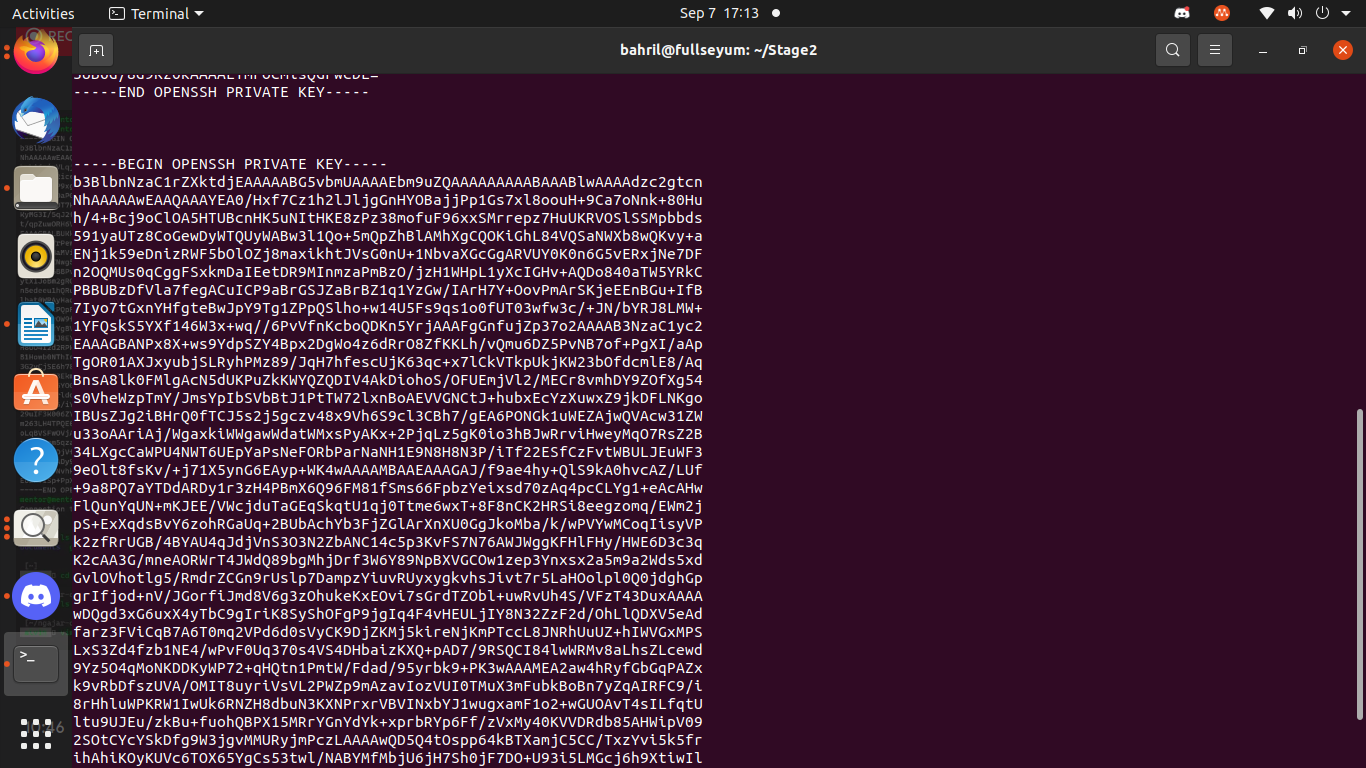 Activities
Terminal
Sep 7 17:13
bahril@fullseyum: ~/Stage2
-----END OPENSSH PRIVATE KEY-----
-----BEGIN OPENSSH PRIVATE KEY-----
b3BlbnNzaC1rZXktdjEAAAAABG5vbmUAAAAEbm9uZQAAAAAAAAABAAABlwAAAAdzc2gtcn
NhAAAAAwEAAQAAAYEA0/Hxf7Cz1h2lJljgGnHYOBajjPp1Gs7xl8oouH+9Ca7oNnk+80Hu
h/4+Bcj9oClOA5HTUBcnHK5uNItHKE8zPz38mofuF96xxSMrrepz7HuUKRVOSlSSMpbbds
591yaUTz8CoGewDyWTQUyWABw3l1Qo+5mQpZhBlAMhXgCQOKiGhL84VQSaNWXb8wQKvy+a
ENj1k59eDnizRWF5bOlOZj8maxikhtJVsG0nU+1NbvaXGcGgARVUY0K0n6G5vERxjNe7DF
n2OQMUs0qCggFSxkmDaIEetDR9MInmzaPmBzO/jzH1WHpL1yXcIGHv+AQDo840aTW5YRkC
PBBUBzDfVla7fegACuICP9aBrGSJZaBrBZ1q1YzGw/IArH7Y+OovPmArSKjeEEnBGu+IfB
7Iyo7tGxnYHfgteBwJpY9Tg1ZPpQSlho+w14U5Fs9qs1o0fUT03wfw3c/+JN/bYRJ8LMW+
1YFQskS5YXf146W3x+wq//6PvVfnKcboQDKn5YrjAAAFgGnfujZp37o2AAAAB3NzaC1yc2
EAAAGBANPx8X+ws9YdpSZY4Bpx2DgWo4z6dRrO8ZfKKLh/vQmu6DZ5PvNB7of+PgXI/aAp
TgOR01AXJxyubjSLRyhPMz89/JqH7hfescUjK63qc+x7lCkVTkpUkjKW23bOfdcmlE8/Aq
BnsA8lk0FMlgAcN5dUKPuZkKWYQZQDIV4AkDiohoS/OFUEmjVl2/MECr8vmhDY9ZOfXg54
s0VheWzpTmY/JmsYpIbSVbBtJ1PtTW72lxnBoAEVVGNCtJ+hubxEcYzXuwxZ9jkDFLNKgo
IBUsZJg2iBHrQ0fTCJ5s2j5gczv48x9Vh6S9cl3CBh7/gEA6PONGk1uWEZAjwQVAcw31ZW
u33oAAriAj/WgaxkiWWgawWdatWMxsPyAKx+2PjqLz5gK0io3hBJwRrviHweyMqO7RsZ2B
34LXgcCaWPU4NWT6UEpYaPsNeFORbParNaNH1E9N8H8N3P/iTf22ESfCzFvtWBULJEuWF3
9eOlt8fsKv/+j71X5ynG6EAyp+WK4wAAAAMBAAEAAAGAJ/f9ae4hy+QlS9kA0hvcAZ/LUf
+9a8PQ7aYTDdARDy1r3zH4PBmX6Q96FM81fSms66FpbzYeixsd70zAq4pcCLYg1+eAcAHw
FlQunYqUN+mKJEE/VWcjduTaGEqSkqtU1qj0Ttme6wxT+8F8nCK2HRSi8eegzomq/EWm2j
pS+ExXqdsBvY6zohRGaUq+2BUbAchYb3FjZGlArXnXU0GgJkoMba/k/wPVYwMCoqIisyVP
k2zfRrUGB/4BYAU4qJdjVnS3O3N2ZbANC14c5p3KvFS7N76AWJWggKFHlFHy/HWE6D3c3q
K2cAA3G/mneAORWrT4JWdQ89bgMhjDrf3W6Y89NpBXVGCOw1zep3Ynxsx2a5m9a2Wds5xd
GvlOVhotlg5/RmdrZCGn9rUslp7DampzYiuvRUyxygkvhsJivt7r5LaHOolpl0Q0jdghGp
grIfjod+nV/JGorfiJmd8V6g3zOhukeKxEOvi7sGrdTZObl+uwRvUh4S/VFzT43DuxAAAA
wDQgd3xG6uxX4yTbC9gIriK8SyShOFgP9jgIq4F4vHEULjIY8N32ZzF2d/OhLlQDXV5eAd
farz3FViCqB7A6T0mq2VPd6d0sVyCK9DjZKMj5kireNjKmPTccL8JNRhUuUZ+hIWVGxMPS
LxS3Zd4fzb1NE4/wPvF0Uq370s4VS4DHbaizKXQ+pAD7/9RSQCI84lwWRMv8aLhsZLcewd
9Yz5O4qMoNKDDKyWP72+qHQtn1PmtW/Fdad/95yrbk9+PK3wAAAMEA2aw4hRyfGbGqPAZx
k9vRbDfszUVA/OMIT8uyriVsVL2PWZp9mAzavIozVUI0TMuX3mFubkBoBn7yZqAIRFC9/i
8rHhluWPKRW1IwUk6RNZH8dbuN3KXNPrxrVBVINxbYJ1wugxamF1o2+wGUOAvT4sILfqtU
ltu9UJEu/zkBu+fuohQBPX15MRrYGnYdYk+xprbRYp6Ff/zVxMy40KVVDRdb85AHWlpV09
2SOtCYcYSkDfg9W3jgvMMURyjmPczLAAAAwQD5Q4tOspp64kBTXamjC5CC/TxzYvi5k5fr
ihAhiKOyKUVc6TOX65YgCs53twl/NABYMfMbjU6jH7Sh0jF7DO+U93i5LMGcj6h9XtiwIl